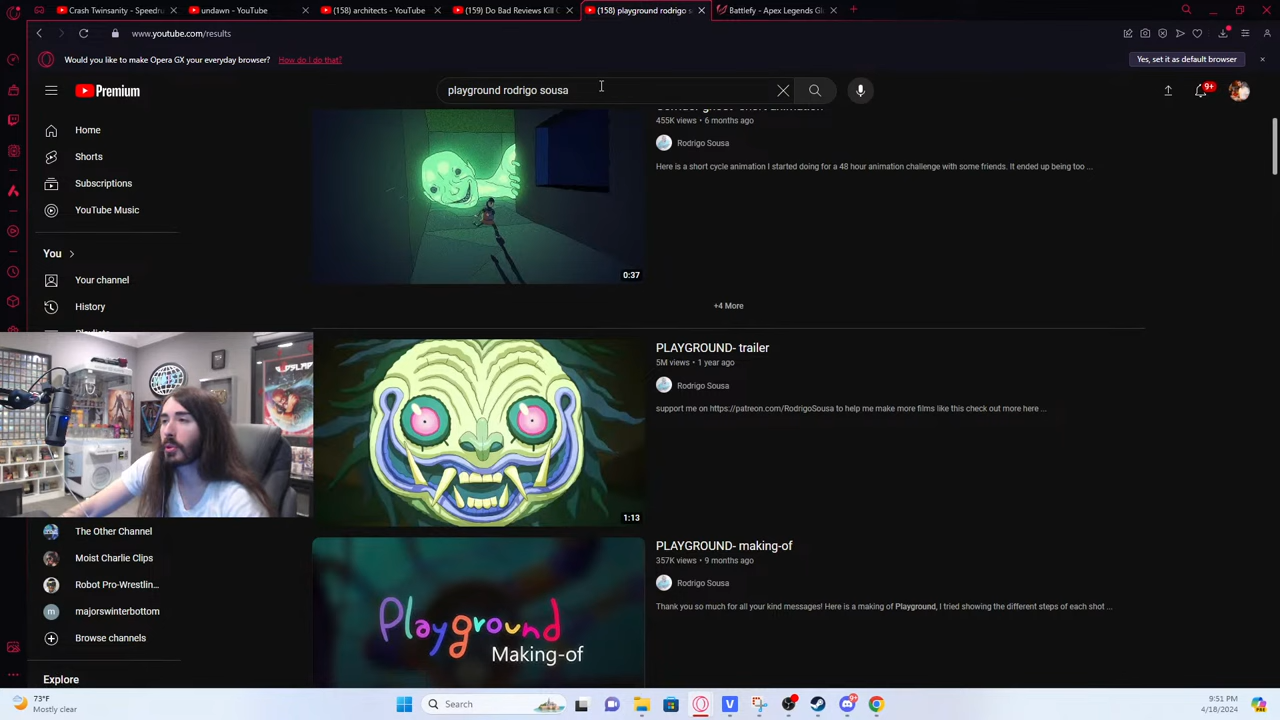 Crash Twinsanity - Speedru
undawn - YouTube
(158) architects - YouTube
(159) Do Bad Reviews Kill C
(158) playground rodrigo s
Battlefy - Apex Legends Gl
www.youtube.com/results
Would you like to make Opera GX your everyday browser? How do I do that?
Yes, set it as default browser
Premium
playground rodrigo sousa
9+
Home
Shorts
Subscriptions
YouTube Music
You
Your channel
History
455K views • 6 months ago
Rodrigo Sousa
Here is a short cycle animation I started doing for a 48 hour animation challenge with some friends. It ended up being too ...
0:37
+4 More
PLAYGROUND- trailer
5M views • 1 year ago
Rodrigo Sousa
support me on https://patreon.com/RodrigoSousa to help me make more films like this check out more here ...
1:13
PLAYGROUND- making-of
357K views • 9 months ago
Rodrigo Sousa
Thank you so much for all your kind messages! Here is a making of Playground, I tried showing the different steps of each shot ...
Playground
Making-of
The Other Channel
Moist Charlie Clips
Robot Pro-Wrestlin...
majorswinterbottom
Browse channels
Explore
73°F
Mostly clear
Search
9:51 PM
4/18/2024